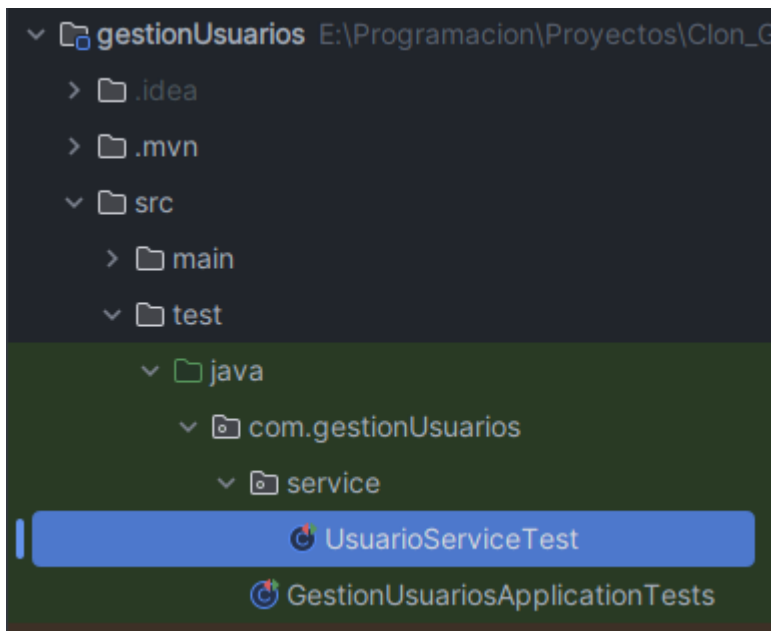 gestionUsuarios E:\Programacion\Proyectos\Clon_G
.idea
.mvn
src
main
test
java
com.gestionUsuarios
service
UsuarioServiceTest
GestionUsuariosApplicationTests